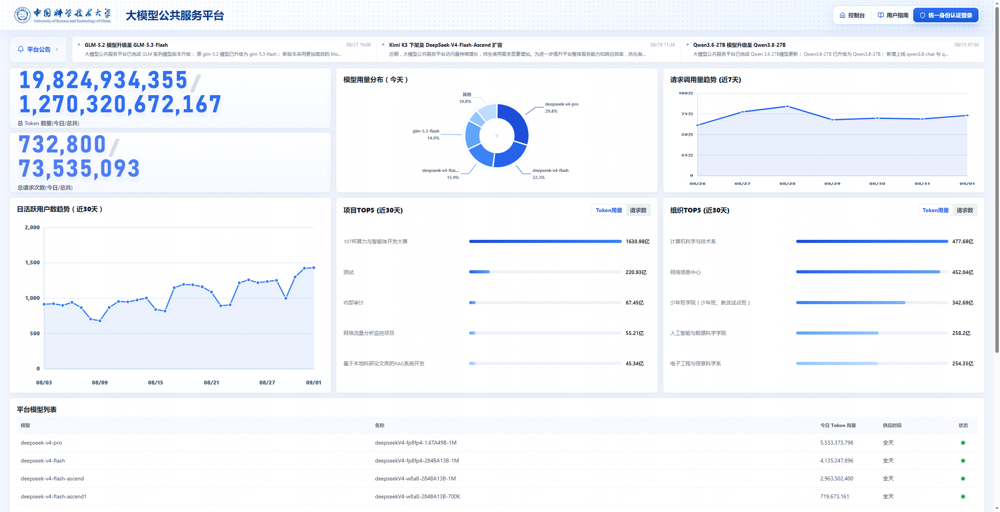 中国科学技术大学
University of Science and Technology of China
大模型公共服务平台
控制台
用户指南
统一身份认证登录
平台公告
GLM-5.2 模型升级至 GLM-5.3-Flash
08/27 16:00
大模型公共服务平台已完成 GLM 系列模型版本升级： 原 glm-5.2 模型已升级为 glm-5.3-flash； 新版本采用更加高效的 Mo...
Kimi K3 下架及 DeepSeek-V4-Flash-Ascend 扩容
08/19 11:38
近期，大模型公共服务平台访问量持续增长，师生使用需求显著增加。为进一步提升平台整体服务能力和响应效率，优化有...
Qwen3.6-27B 模型升级至 Qwen3.8-27B
08/15 07:56
大模型公共服务平台已完成 Qwen 3.6 27B模型更新： Qwen3.6-27B 已升级为 Qwen3.8-27B； 新增上线 qwen3.8-chat 与 q...
19,824,934,355/
1,270,320,672,167
总 Token 数量(今日/总共)
732,800/
73,535,093
总请求次数(今日/总共)
模型用量分布（今天）
其他
10.8%
deepseek-v4-pro
29.8%
glm-5.3-flash
14.9%
deepseek-v4-flas...
15.9%
deepseek-v4-flash
22.3%
请求调用量趋势 (近7天)
100万
75万
50万
25万
0
08/26
08/27
08/28
08/29
08/30
08/31
09/01
日活跃用户数趋势（近30天）
2,000
1,500
1,000
500
0
08/03
08/09
08/15
08/21
08/27
09/01
项目TOP5 (近30天)
Token用量
请求数
107杯算力与智能体开发大赛
1630.98亿
测试
220.93亿
内部审计
67.45亿
网络流量分析监控项目
55.21亿
基于本地科研论文库的RAG系统开发
45.34亿
组织TOP5 (近30天)
Token用量
请求数
计算机科学与技术系
477.69亿
网络信息中心
452.04亿
少年班学院（少年班、教改试点班）
342.69亿
人工智能与数据科学学院
258.2亿
电子工程与信息科学系
254.35亿
平台模型列表
模型
名称
今日 Token 用量
供应时段
状态
deepseek-v4-pro
deepseekV4-fp8fp4-1.6TA49B-1M
5,533,373,798
全天
deepseek-v4-flash
deepseekV4-fp8fp4-284BA13B-1M
4,135,247,896
全天
deepseek-v4-flash-ascend
deepseekV4-w8a8-284BA13B-1M
2,963,502,400
全天
deepseek-v4-flash-ascend1
deepseekV4-w8a8-284BA13B-700K
719,673,161
全天